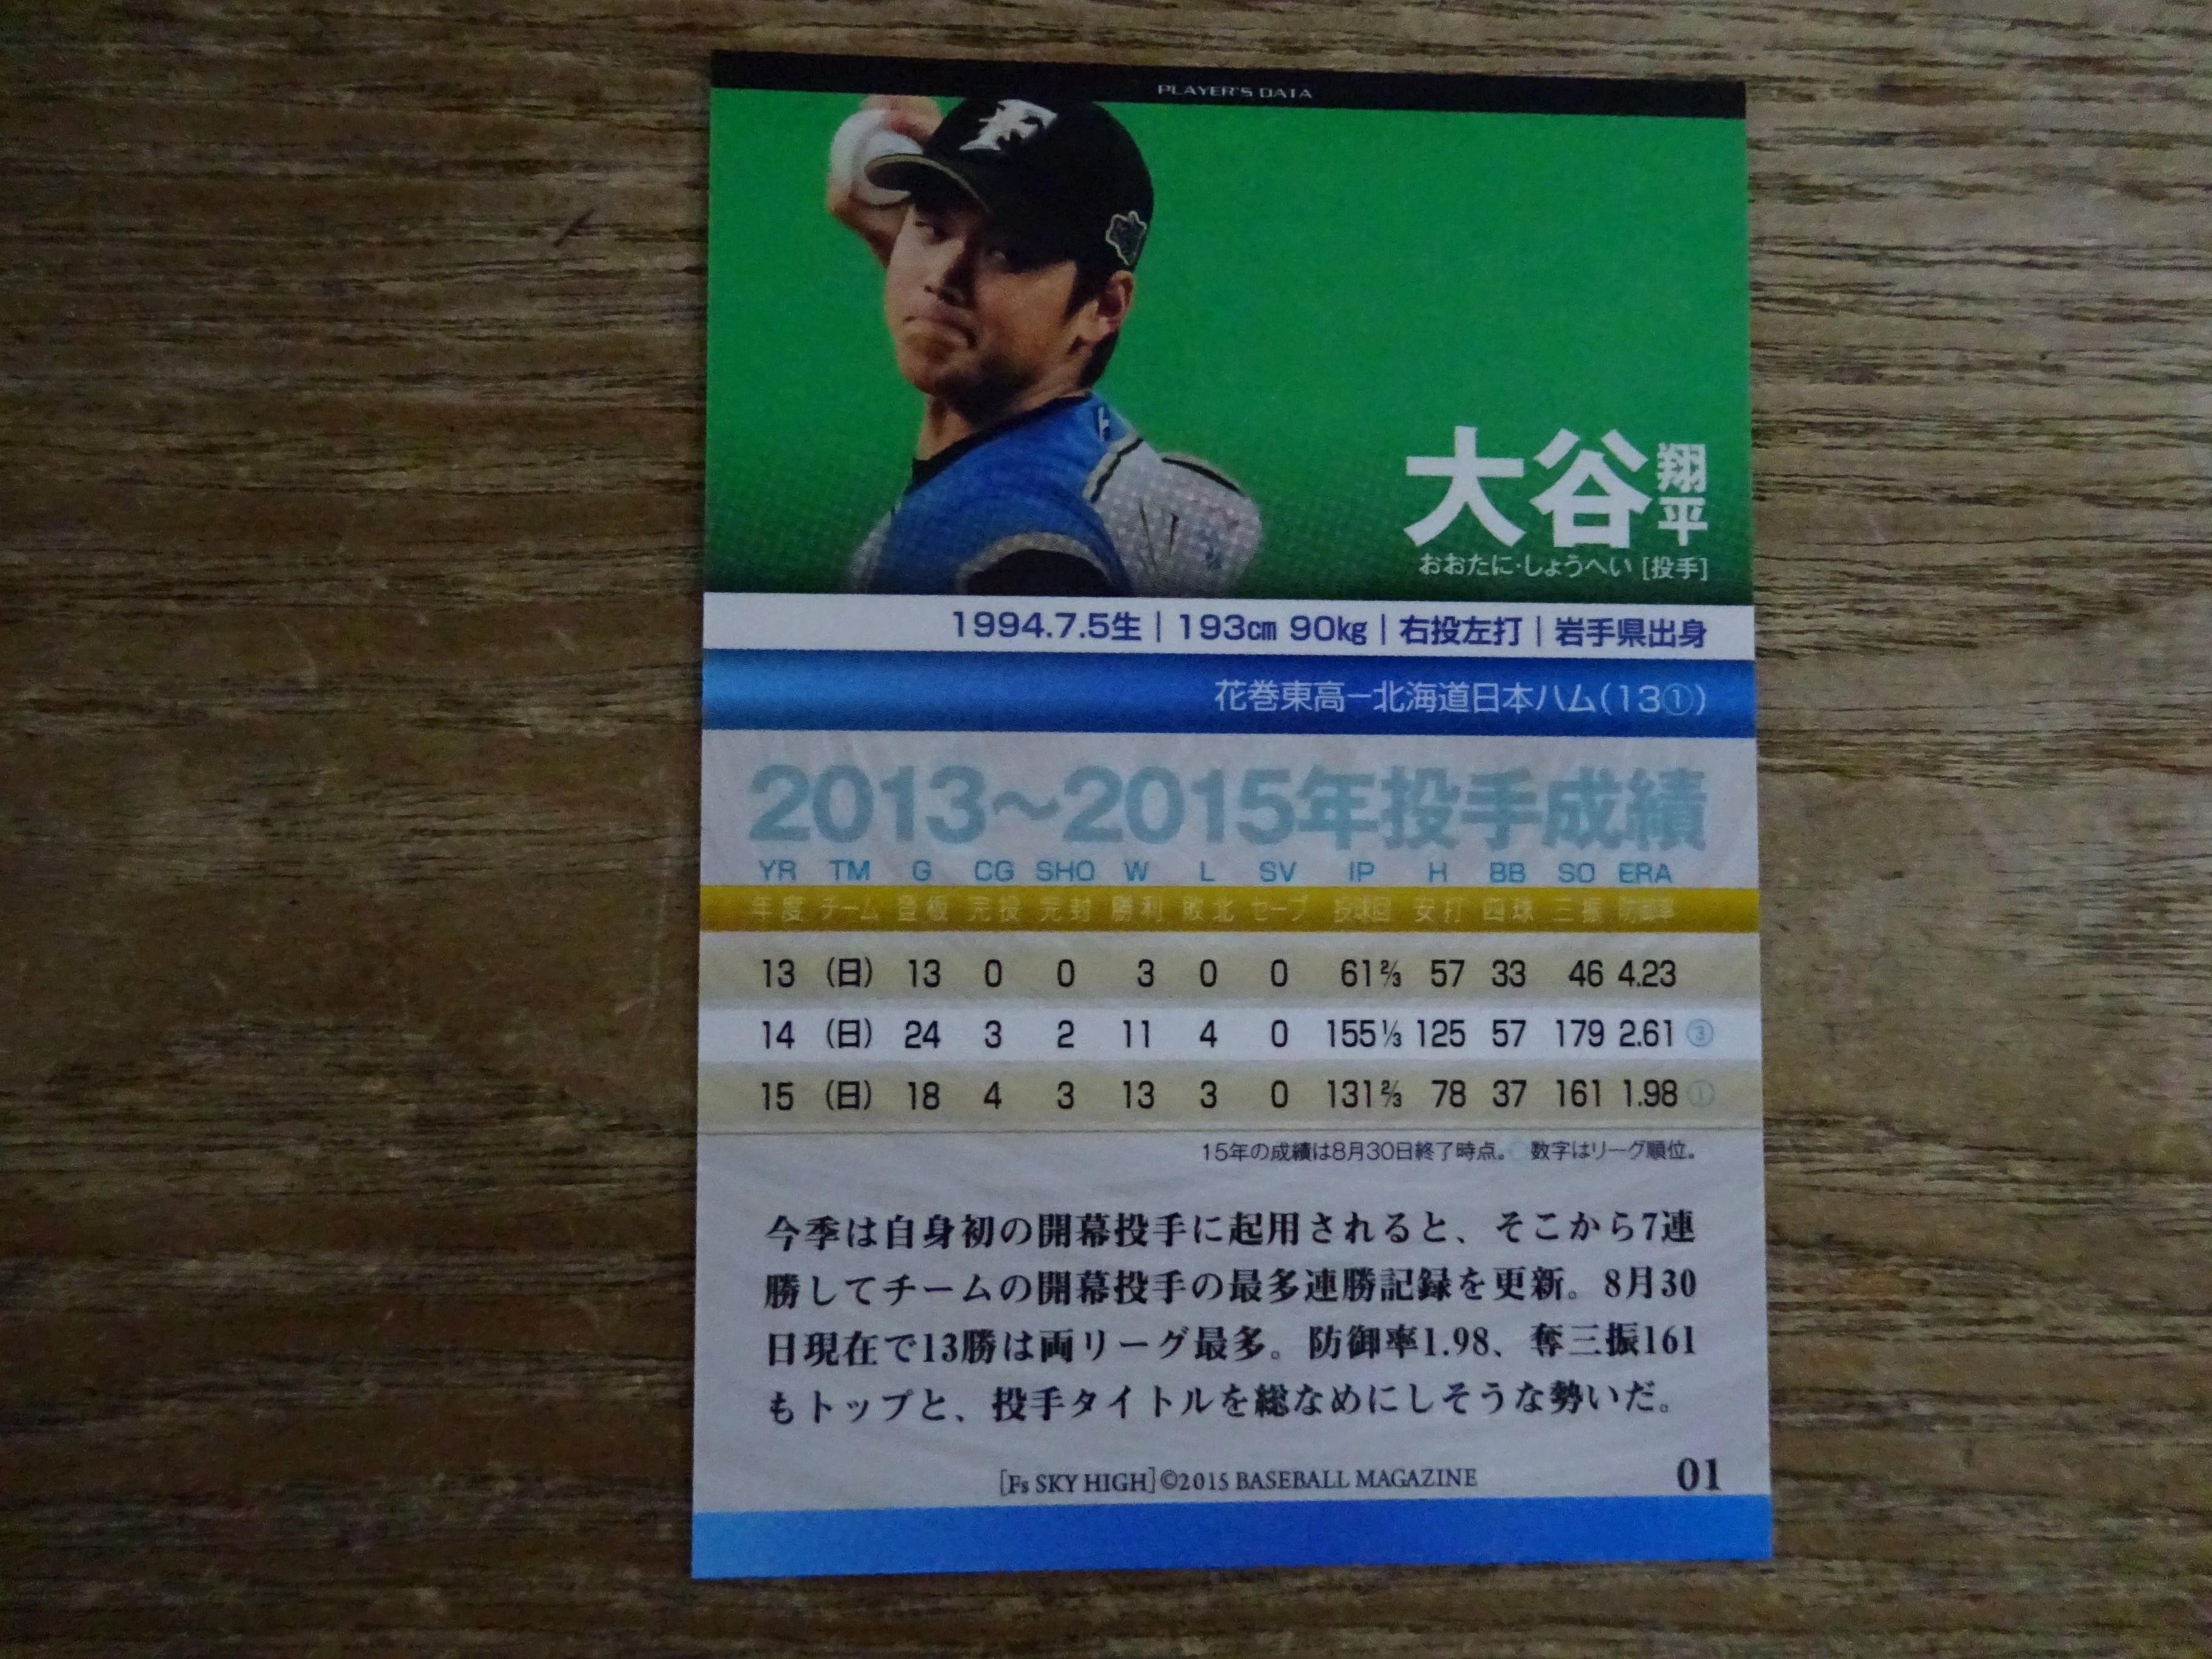 PLAYER'S DATA
F
大谷翔平
おおたに・しょうへい [投手]
1994.7.5生｜193㎝ 90㎏｜右投左打｜岩手県出身
花巻東高ー北海道日本ハム(13①)
2013〜2015年投手成績
YR TM G CG SHO W L SV IP H BB SO ERA
年度 チーム 登板 完投 完封 勝利 敗北 セーブ 投球回 安打 四球 三振 防御率
13 (日) 13 0 0 3 0 0 61⅔ 57 33 46 4.23
14 (日) 24 3 2 11 4 0 155⅓ 125 57 179 2.61 ③
15 (日) 18 4 3 13 3 0 131⅔ 78 37 161 1.98 ①
15年の成績は8月30日終了時点。○数字はリーグ順位。
今季は自身初の開幕投手に起用されると、そこから7連
勝してチームの開幕投手の最多連勝記録を更新。8月30
日現在で13勝は両リーグ最多。防御率1.98、奪三振161
もトップと、投手タイトルを総なめにしそうな勢いだ。
[Fs SKY HIGH]©2015 BASEBALL MAGAZINE
01